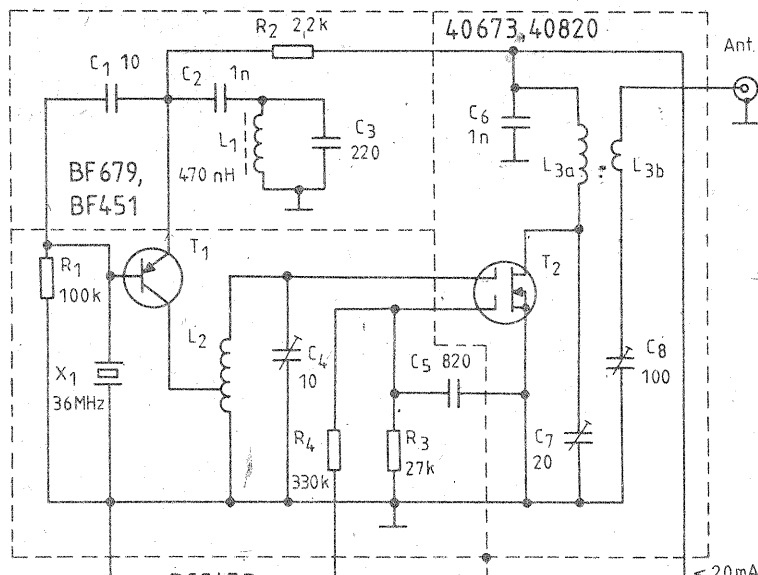 R2 2,2k
40673, 40820
Ant.
C1 10
C2
1n
C6
1n
L1
C3
220
L3a
L3b
470 nH
BF679,
BF451
T1
T2
R1
100k
L2
C4
10
C5 820
C8
100
X1
36MHz
C7
20
R4
330k
R3
27k
20mA